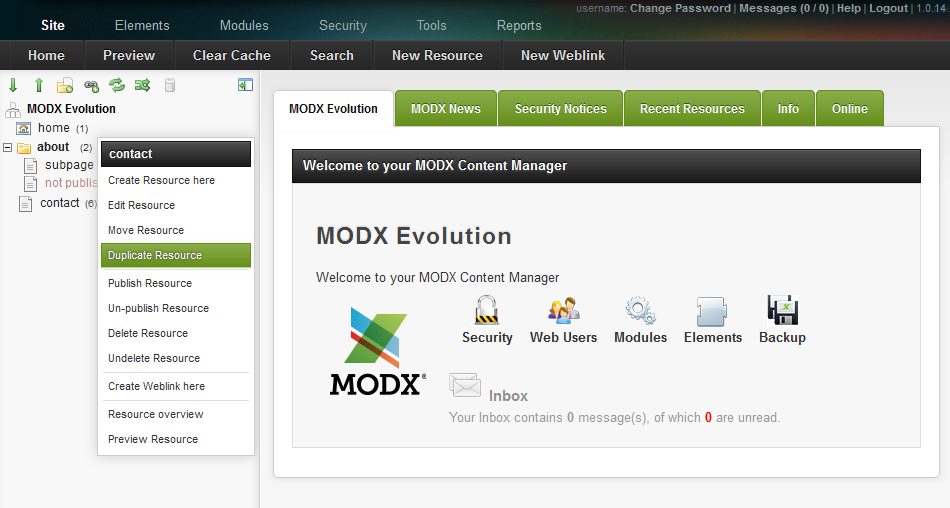 username: Change Password | Messages (0 / 0) | Help | Logout | 1.0.14
Site Elements Modules Security Tools Reports
Home Preview Clear Cache Search New Resource New Weblink
MODX Evolution
home (1)
about (2)
subpage
not publis
contact (6)
contact
Create Resource here
Edit Resource
Move Resource
Duplicate Resource
Publish Resource
Un-publish Resource
Delete Resource
Undelete Resource
Create Weblink here
Resource overview
Preview Resource
MODX Evolution MODX News Security Notices Recent Resources Info Online
Welcome to your MODX Content Manager
MODX Evolution
Welcome to your MODX Content Manager
MODX®
Security Web Users Modules Elements Backup
Inbox
Your Inbox contains 0 message(s), of which 0 are unread.